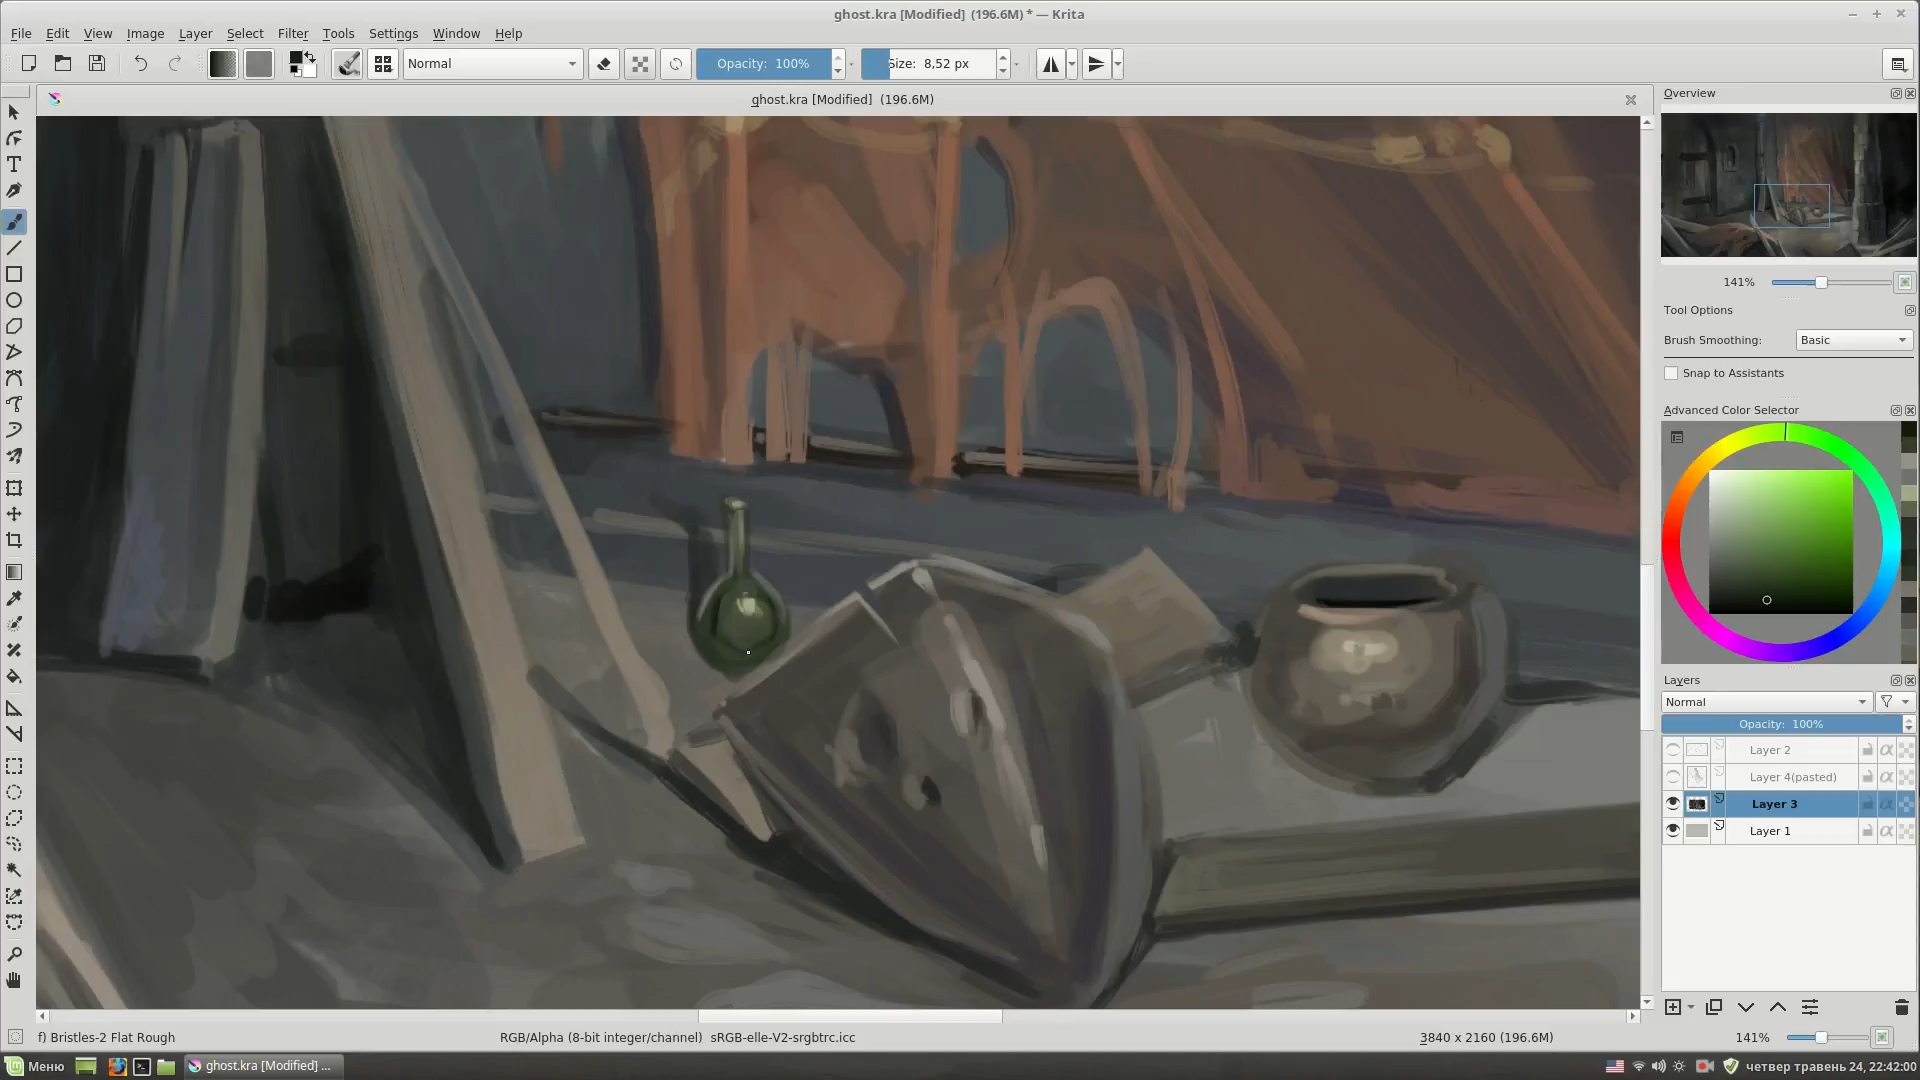 ghost.kra [Modified] (196.6M) * — Krita
File Edit View Image Layer Select Filter Tools Settings Window Help
Normal Opacity: 100% Size: 8,52 px
ghost.kra [Modified] (196.6M)
Overview
141%
Tool Options
Brush Smoothing: Basic
Snap to Assistants
Advanced Color Selector
Layers
Normal
Opacity: 100%
Layer 2
Layer 4(pasted)
Layer 3
Layer 1
f) Bristles-2 Flat Rough RGB/Alpha (8-bit integer/channel) sRGB-elle-V2-srgbtrc.icc 3840 x 2160 (196.6M) 141%
Меню ghost.kra [Modified] ... четвер травень 24, 22:42:00